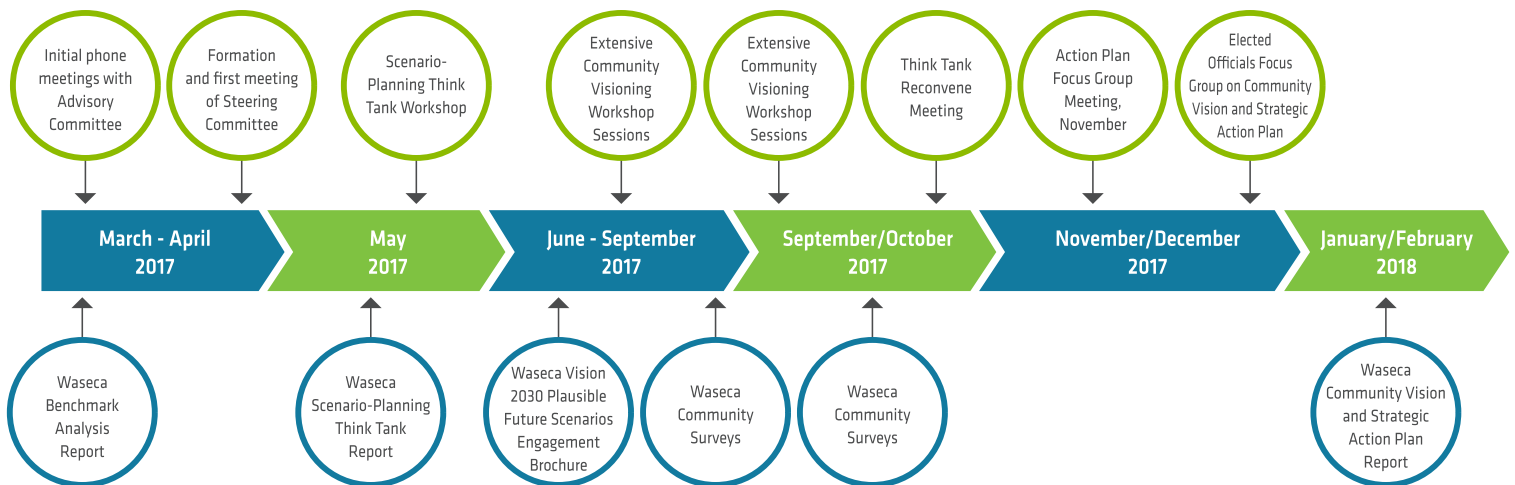 Initial phone
meetings with
Advisory
Committee
Formation
and first meeting
of Steering
Committee
Scenario-
Planning Think
Tank Workshop
Extensive
Community
Visioning
Workshop
Sessions
Extensive
Community
Visioning
Workshop
Sessions
Think Tank
Reconvene
Meeting
Action Plan
Focus Group
Meeting,
November
Elected
Officials Focus
Group on Community
Vision and Strategic
Action Plan
March - April
2017
May
2017
June - September
2017
September/October
2017
November/December
2017
January/February
2018
Waseca
Benchmark
Analysis
Report
Waseca
Scenario-Planning
Think Tank
Report
Waseca Vision
2030 Plausible
Future Scenarios
Engagement
Brochure
Waseca
Community
Surveys
Waseca
Community
Surveys
Waseca
Community Vision
and Strategic
Action Plan
Report